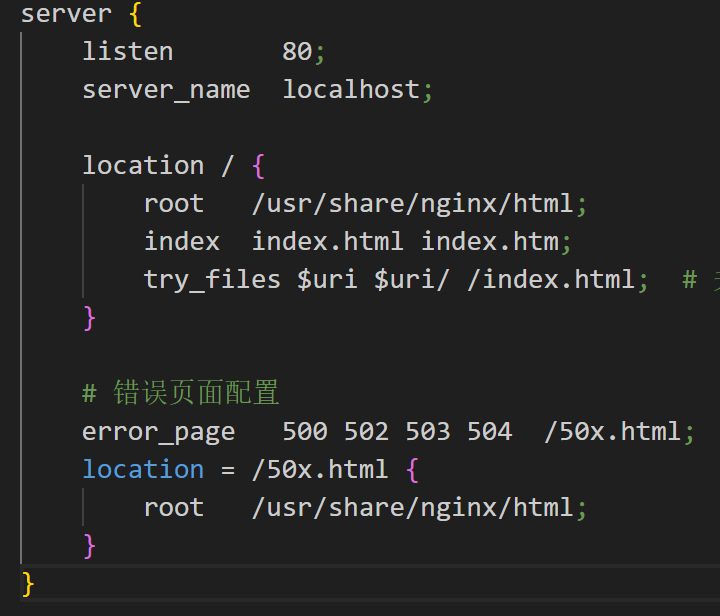 server {
    listen       80;
    server_name  localhost;
    location / {
        root   /usr/share/nginx/html;
        index  index.html index.htm;
        try_files $uri $uri/ /index.html;  #
    }
    # 错误页面配置
    error_page   500 502 503 504  /50x.html;
    location = /50x.html {
        root   /usr/share/nginx/html;
    }
}